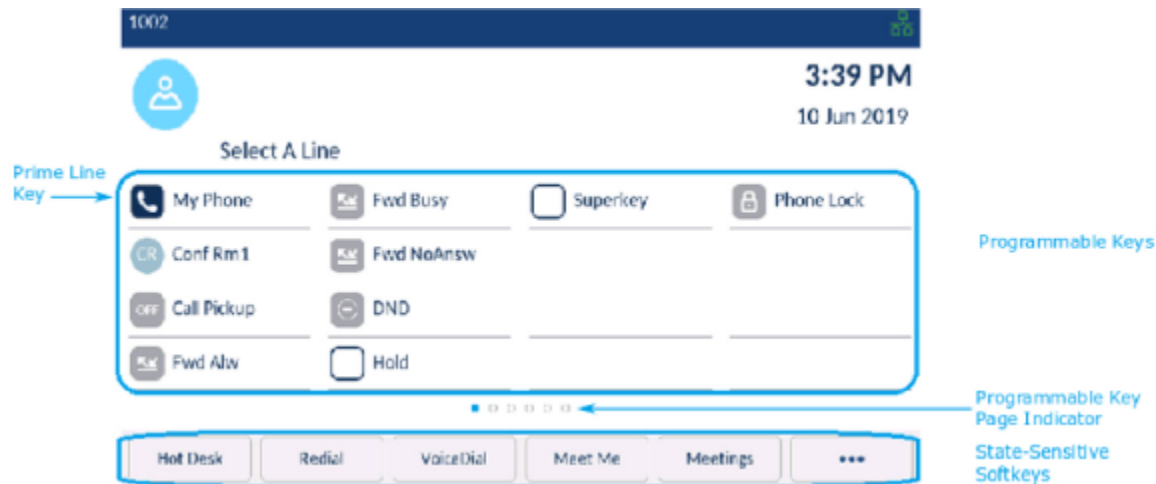 1002
3:39 PM
10 Jun 2019
Select A Line
Prime Line
Key
My Phone Fwd Busy Superkey Phone Lock
CR Conf Rm1 Fwd NoAnsw
Programmable Keys
OFF Call Pickup DND
Fwd Alw Hold
Programmable Key
Page Indicator
Hot Desk Redial VoiceDial Meet Me Meetings •••
State-Sensitive
Softkeys